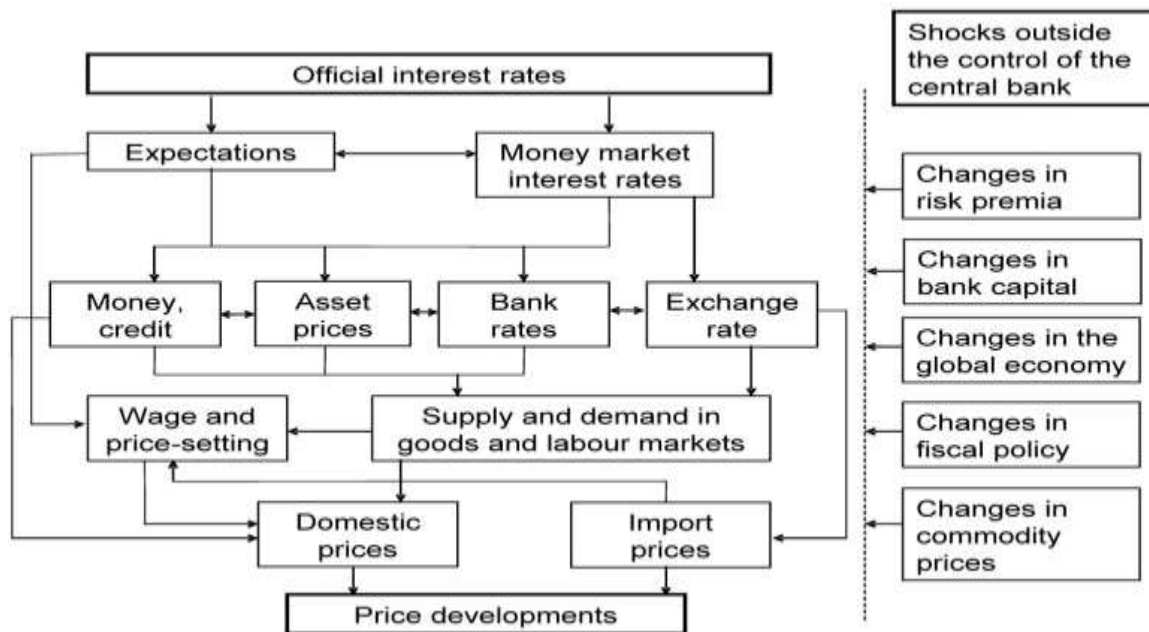 Official interest rates
Shocks outside
the control of the
central bank
Expectations
Money market
interest rates
Changes in
risk premia
Money,
credit
Asset
prices
Bank
rates
Exchange
rate
Changes in
bank capital
Changes in the
global economy
Wage and
price-setting
Supply and demand in
goods and labour markets
Changes in
fiscal policy
Domestic
prices
Import
prices
Changes in
commodity
prices
Price developments